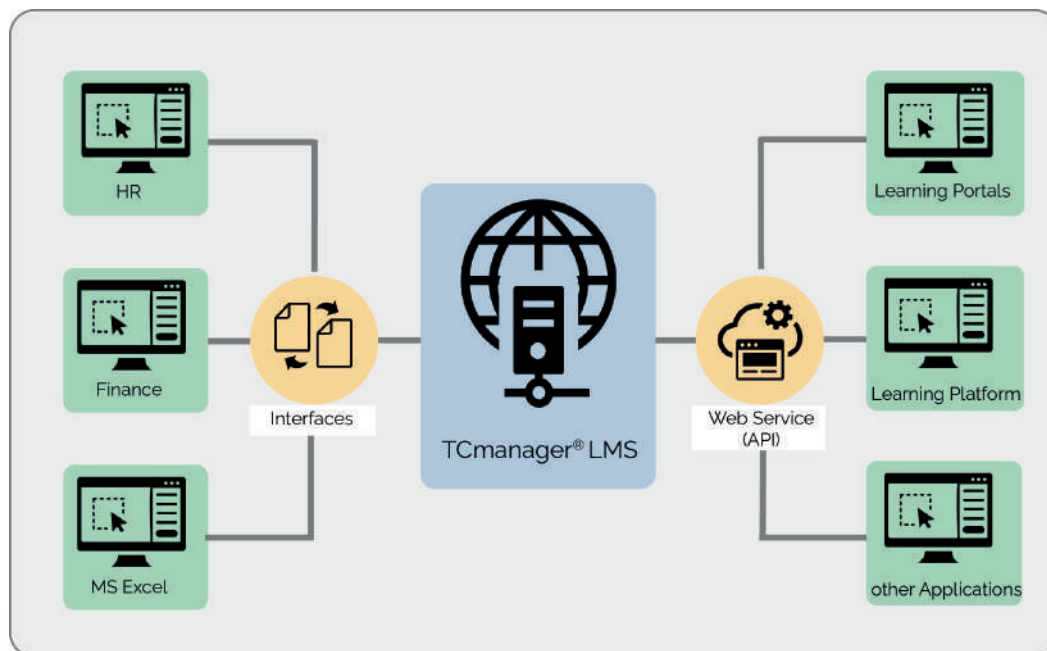 HR
Finance
MS Excel
Interfaces
TCmanager® LMS
Web Service
(API)
Learning Portals
Learning Platform
other Applications